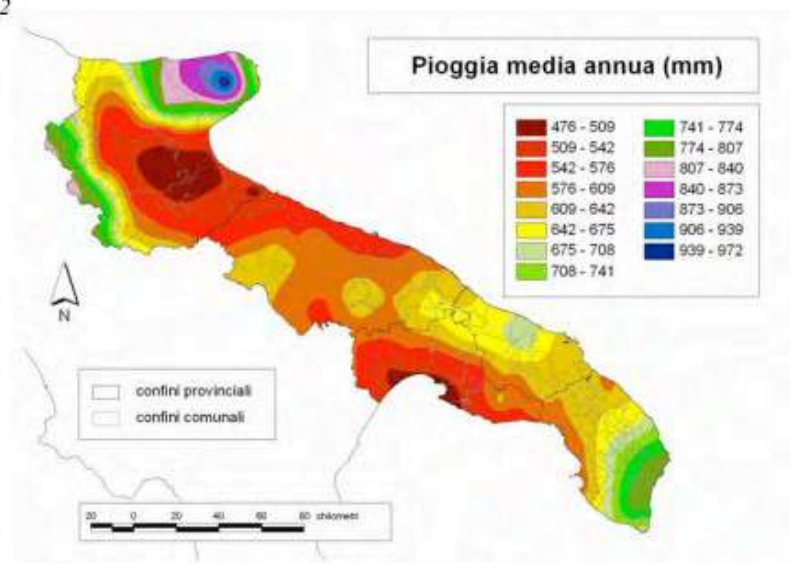 2
Pioggia media annua (mm)
476 - 509
509 - 542
542 - 576
576 - 609
609 - 642
642 - 675
675 - 708
708 - 741
741 - 774
774 - 807
807 - 840
840 - 873
873 - 906
906 - 939
939 - 972
N
confini provinciali
confini comunali
20 0 20 40 60 80 chilometri